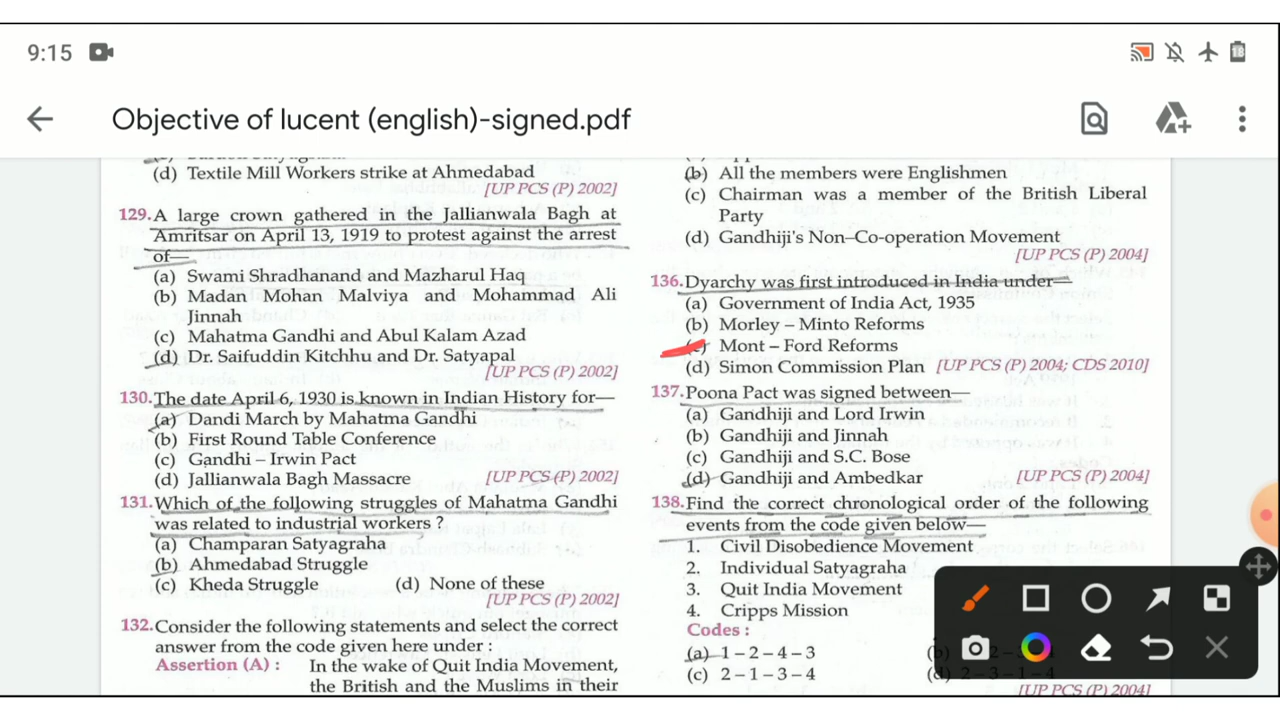 9:15
18
Objective of lucent (english)-signed.pdf
(d) Textile Mill Workers strike at Ahmedabad
[UP PCS (P) 2002]
129. A large crown gathered in the Jallianwala Bagh at
Amritsar on April 13, 1919 to protest against the arrest
of—
(a) Swami Shradhanand and Mazharul Haq
(b) Madan Mohan Malviya and Mohammad Ali
Jinnah
(c) Mahatma Gandhi and Abul Kalam Azad
(d) Dr. Saifuddin Kitchhu and Dr. Satyapal
[UP PCS (P) 2002]
130. The date April 6, 1930 is known in Indian History for—
(a) Dandi March by Mahatma Gandhi
(b) First Round Table Conference
(c) Gandhi – Irwin Pact
(d) Jallianwala Bagh Massacre [UP PCS (P) 2002]
131. Which of the following struggles of Mahatma Gandhi
was related to industrial workers ?
(a) Champaran Satyagraha
(b) Ahmedabad Struggle
(c) Kheda Struggle (d) None of these
[UP PCS (P) 2002]
132. Consider the following statements and select the correct
answer from the code given here under :
Assertion (A) : In the wake of Quit India Movement,
the British and the Muslims in their
(b) All the members were Englishmen
(c) Chairman was a member of the British Liberal
Party
(d) Gandhiji's Non–Co-operation Movement
[UP PCS (P) 2004]
136. Dyarchy was first introduced in India under—
(a) Government of India Act, 1935
(b) Morley – Minto Reforms
(c) Mont – Ford Reforms
(d) Simon Commission Plan [UP PCS (P) 2004; CDS 2010]
137. Poona Pact was signed between—
(a) Gandhiji and Lord Irwin
(b) Gandhiji and Jinnah
(c) Gandhiji and S.C. Bose
(d) Gandhiji and Ambedkar [UP PCS (P) 2004]
138. Find the correct chronological order of the following
events from the code given below—
1. Civil Disobedience Movement
2. Individual Satyagraha
3. Quit India Movement
4. Cripps Mission
Codes :
(a) 1 – 2 – 4 – 3
(c) 2 – 1 – 3 – 4 (d) 2 – 3 – 1 – 4
[UP PCS (P) 2004]